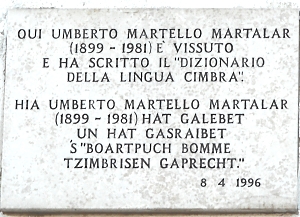 QUI UMBERTO MARTELLO MARTALAR
(1899 - 1981) E' VISSUTO
E HA SCRITTO IL "DIZIONARIO
DELLA LINGUA CIMBRA".
HIA UMBERTO MARTELLO MARTALAR
(1899 - 1981) HAT GALEBET
UN HAT GASRAIBET
'S "BOARTPUCH BOMME
TZIMBRISEN GAPRECHT."
8 4 1996